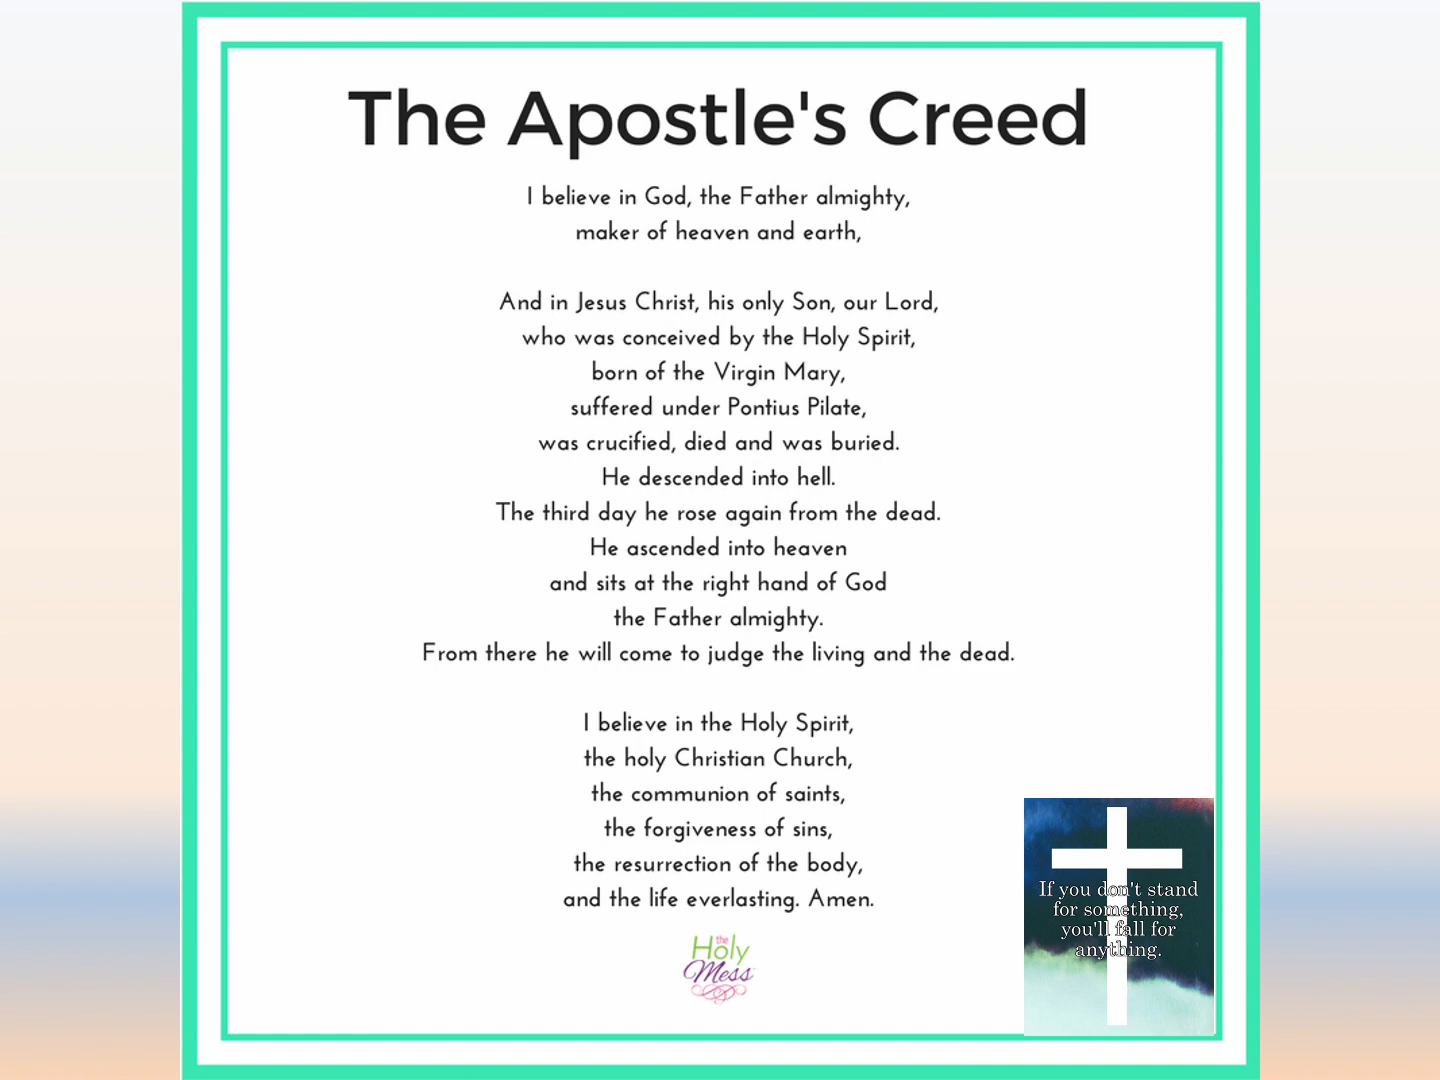 The Apostle's Creed
I believe in God, the Father almighty,
maker of heaven and earth,
And in Jesus Christ, his only Son, our Lord,
who was conceived by the Holy Spirit,
born of the Virgin Mary,
suffered under Pontius Pilate,
was crucified, died and was buried.
He descended into hell.
The third day he rose again from the dead.
He ascended into heaven
and sits at the right hand of God
the Father almighty.
From there he will come to judge the living and the dead.
I believe in the Holy Spirit,
the holy Christian Church,
the communion of saints,
the forgiveness of sins,
the resurrection of the body,
and the life everlasting. Amen.
the
Holy
Mess
If you don't stand
for something,
you'll fall for
anything.